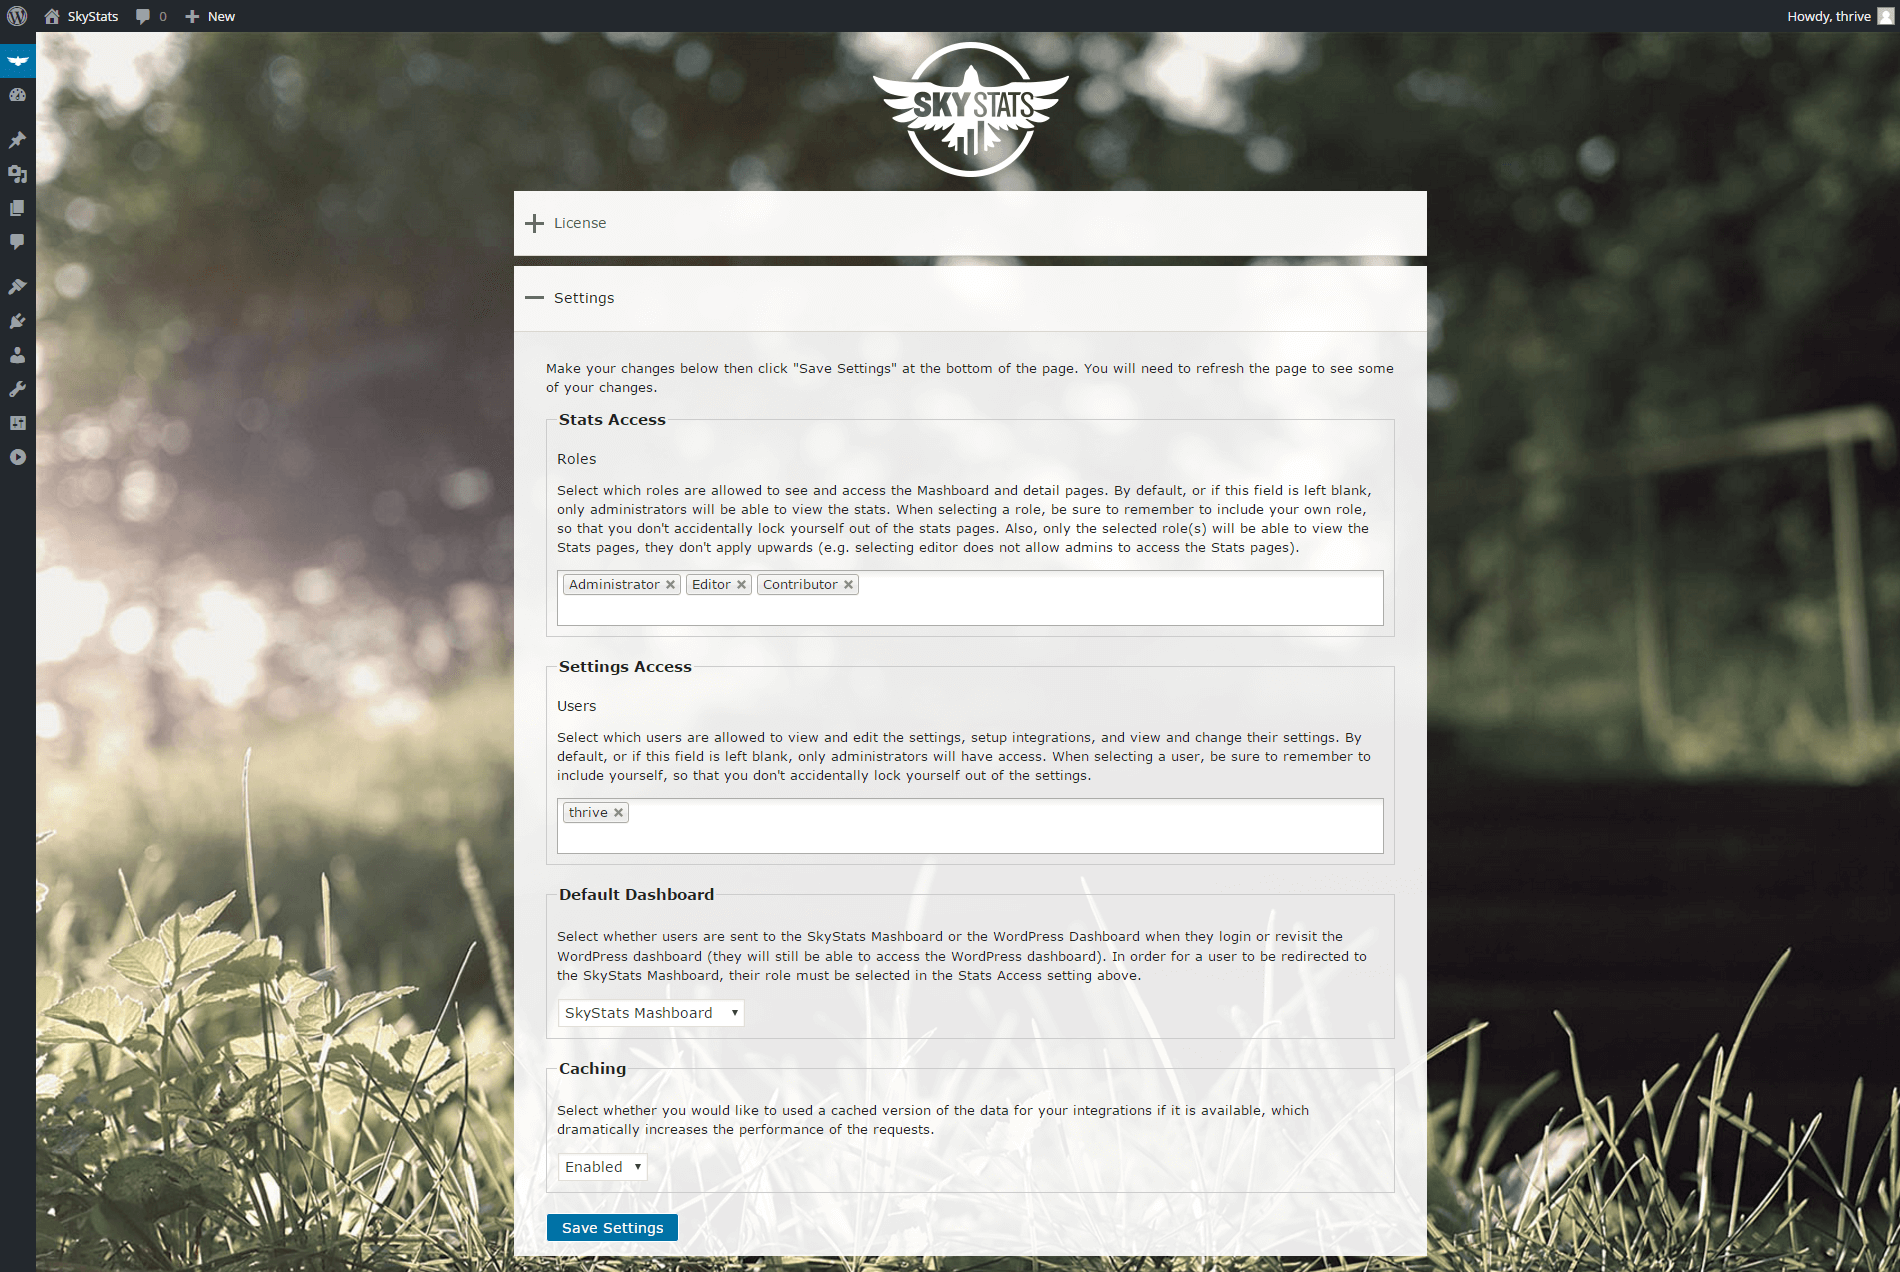 SkyStats
0
New
Howdy, thrive
SKYSTATS
License
Settings
Make your changes below then click "Save Settings" at the bottom of the page. You will need to refresh the page to see some
of your changes.
Stats Access
Roles
Select which roles are allowed to see and access the Mashboard and detail pages. By default, or if this field is left blank,
only administrators will be able to view the stats. When selecting a role, be sure to remember to include your own role,
so that you don't accidentally lock yourself out of the stats pages. Also, only the selected role(s) will be able to view the
Stats pages, they don't apply upwards (e.g. selecting editor does not allow admins to access the Stats pages).
Administrator Editor Contributor
Settings Access
Users
Select which users are allowed to view and edit the settings, setup integrations, and view and change their settings. By
default, or if this field is left blank, only administrators will have access. When selecting a user, be sure to remember to
include yourself, so that you don't accidentally lock yourself out of the settings.
thrive
Default Dashboard
Select whether users are sent to the SkyStats Mashboard or the WordPress Dashboard when they login or revisit the
WordPress dashboard (they will still be able to access the WordPress dashboard). In order for a user to be redirected to
the SkyStats Mashboard, their role must be selected in the Stats Access setting above.
SkyStats Mashboard
Caching
Select whether you would like to used a cached version of the data for your integrations if it is available, which
dramatically increases the performance of the requests.
Enabled
Save Settings